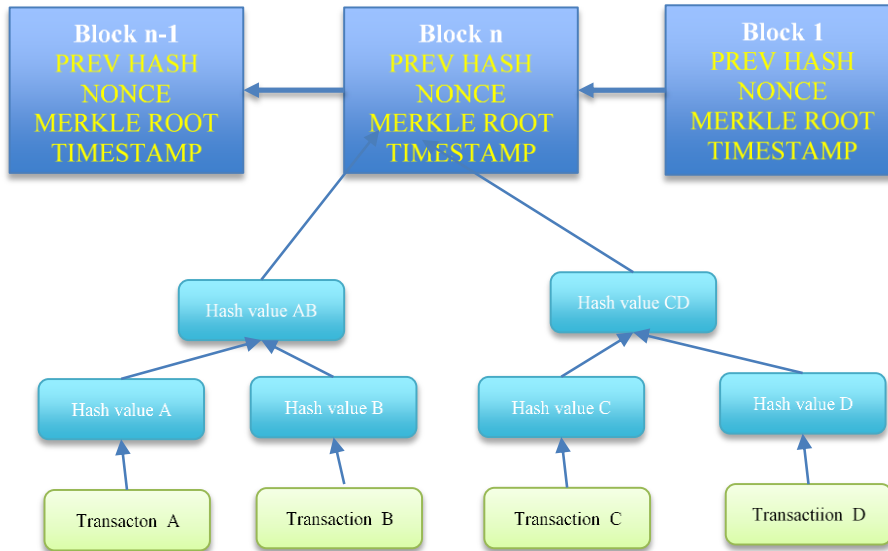 Block n-1
PREV HASH
NONCE
MERKLE ROOT
TIMESTAMP
Block n
PREV HASH
NONCE
MERKLE ROOT
TIMESTAMP
Block 1
PREV HASH
NONCE
MERKLE ROOT
TIMESTAMP
Hash value AB
Hash value CD
Hash value A
Hash value B
Hash value C
Hash value D
Transacton A
Transaction B
Transaction C
Transactiion D